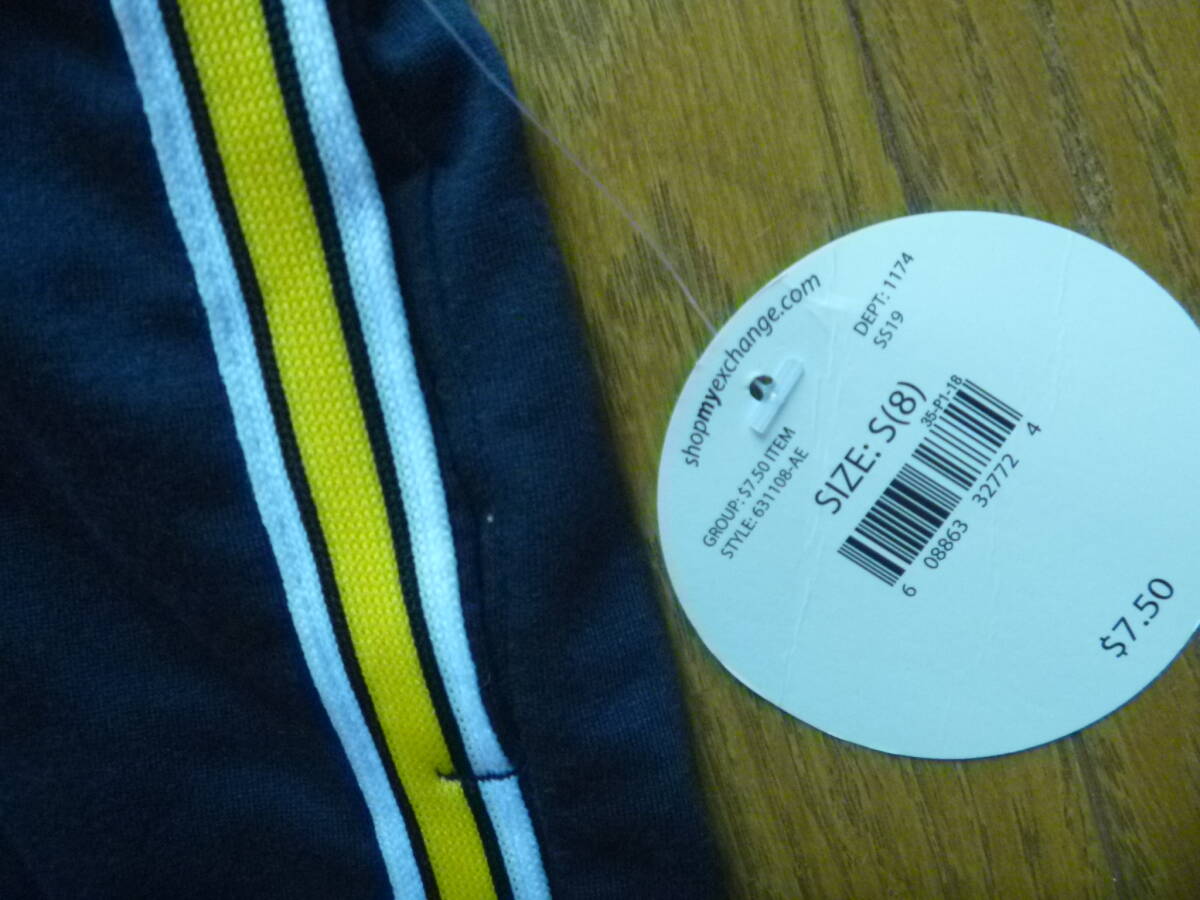 shopmyexchange.com
DEPT: 1174
SS19
GROUP: $7.50 ITEM
STYLE: 631108-AE
SIZE: S(8)
35-P1-18
6 08863 32772 4
$7.50